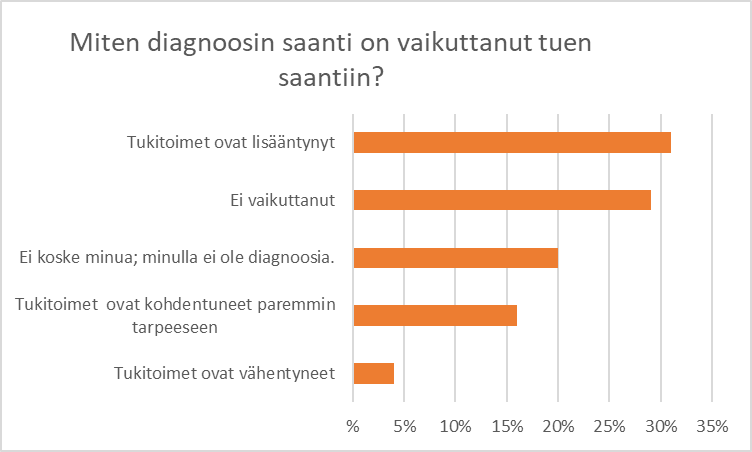 Miten diagnoosin saanti on vaikuttanut tuen
saantiin?
Tukitoimet ovat lisääntynyt
Ei vaikuttanut
Ei koske minua; minulla ei ole diagnoosia.
Tukitoimet  ovat kohdentuneet paremmin
tarpeeseen
Tukitoimet ovat vähentyneet
% 5% 10% 15% 20% 25% 30% 35%